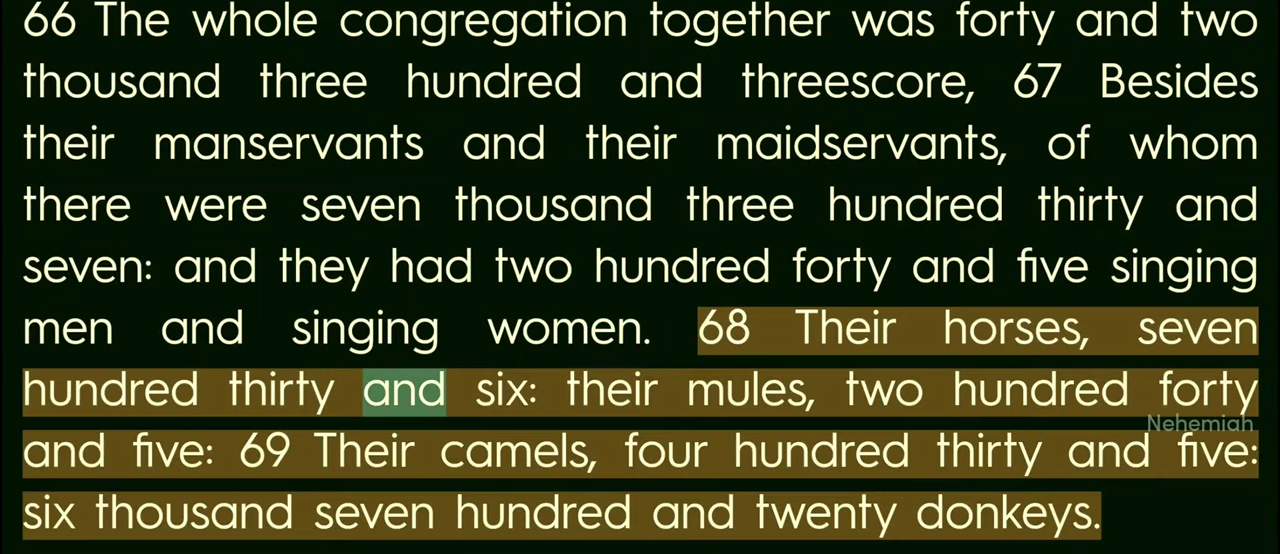 66 The whole congregation together was forty and two
thousand three hundred and threescore, 67 Besides
their manservants and their maidservants, of whom
there were seven thousand three hundred thirty and
seven: and they had two hundred forty and five singing
men and singing women. 68 Their horses, seven
hundred thirty and six: their mules, two hundred forty
Nehemiah
and five: 69 Their camels, four hundred thirty and five:
six thousand seven hundred and twenty donkeys.